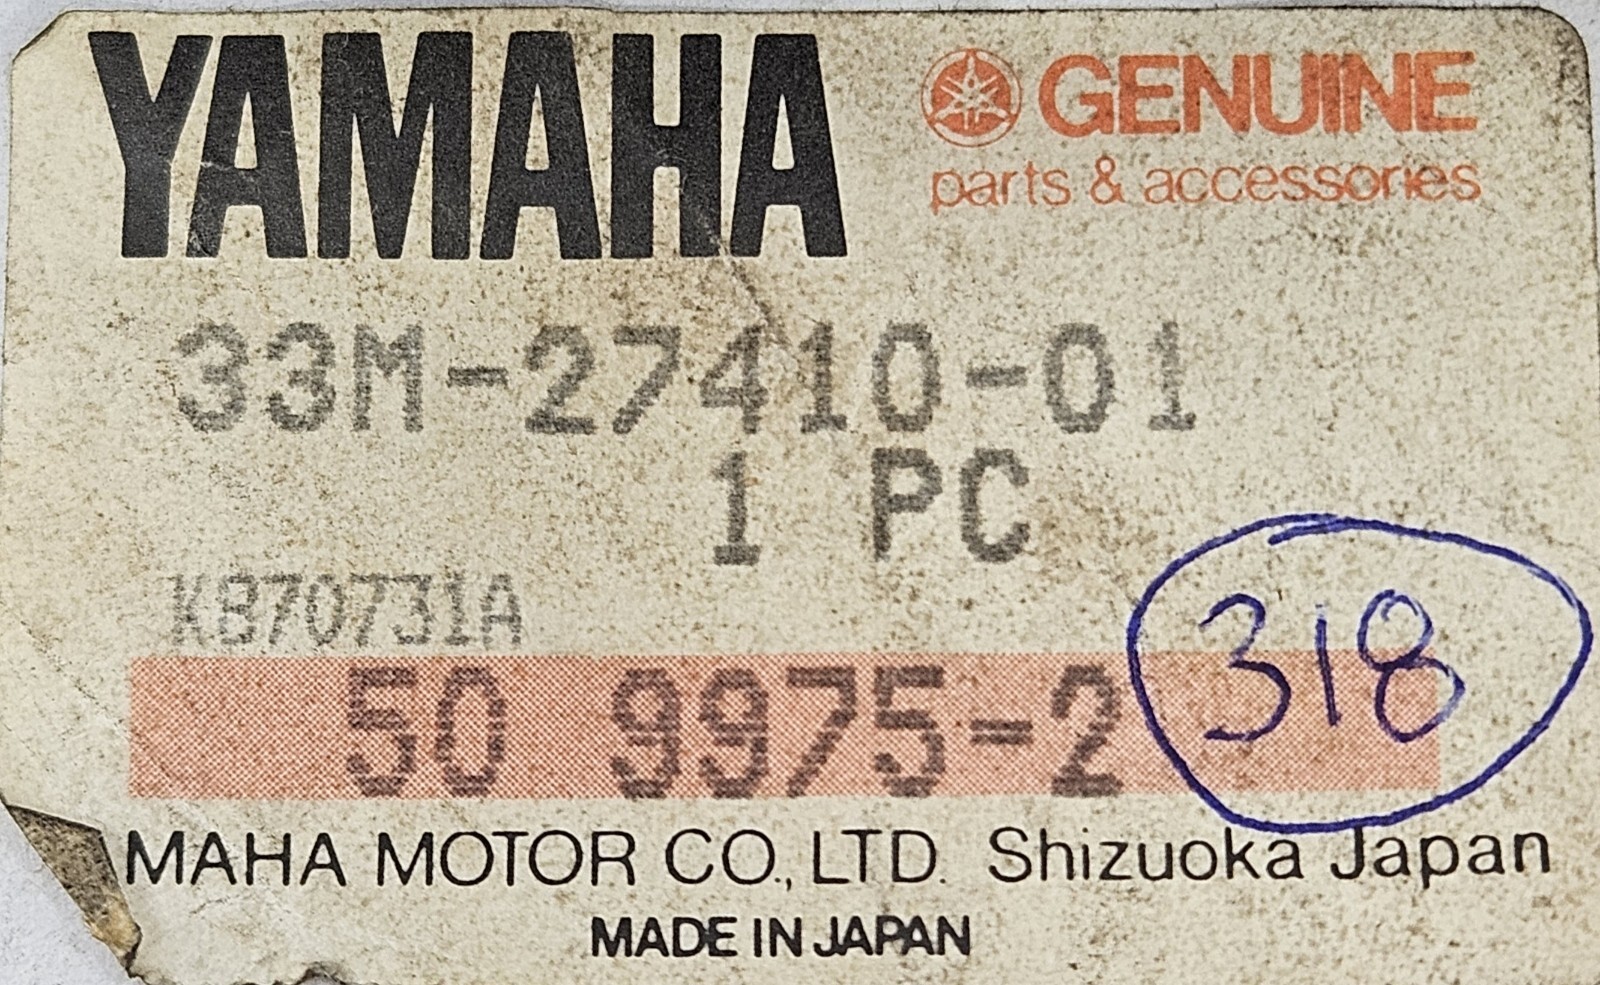 YAMAHA
GENUINE
parts & accessories
33M-27410-01
1 PC
K870731A
50 9975-2
318
AMAHA MOTOR CO., LTD. Shizuoka Japan
MADE IN JAPAN